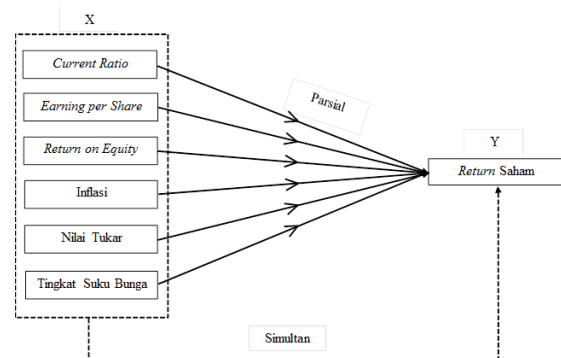 X
Current Ratio
Earning per Share
Return on Equity
Inflasi
Nilai Tukar
Tingkat Suku Bunga
Parsial
Y
Return Saham
Simultan